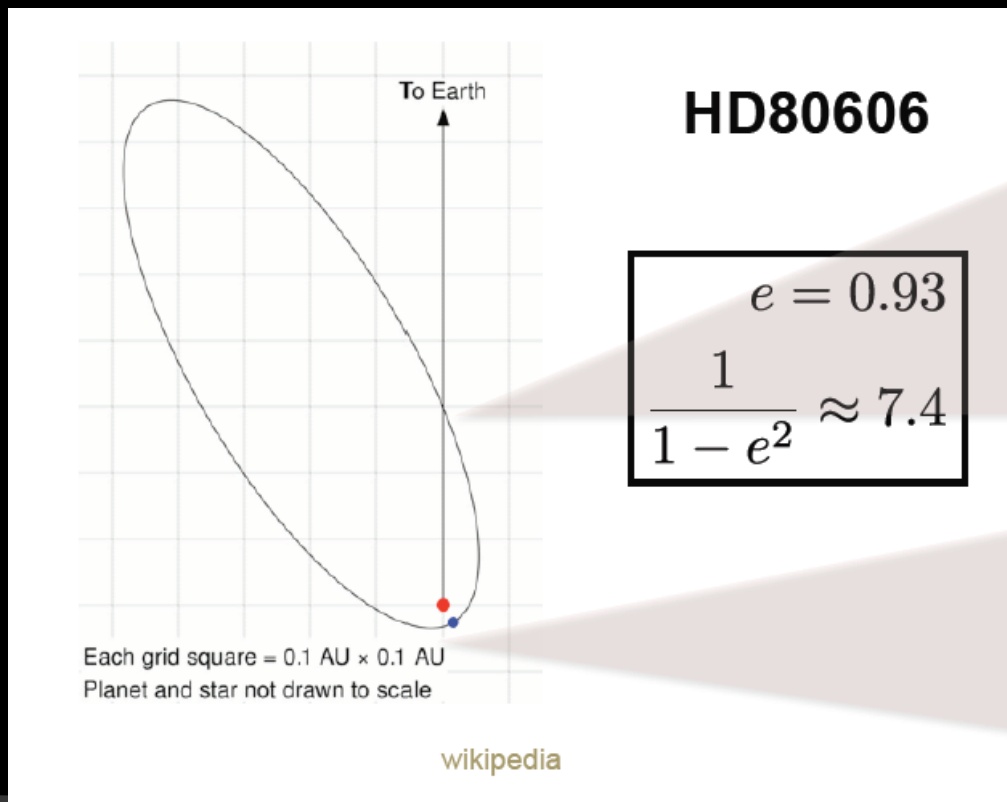 To Earth
HD80606
e = 0.93
1
1 − e² ≈ 7.4
Each grid square = 0.1 AU × 0.1 AU
Planet and star not drawn to scale
wikipedia